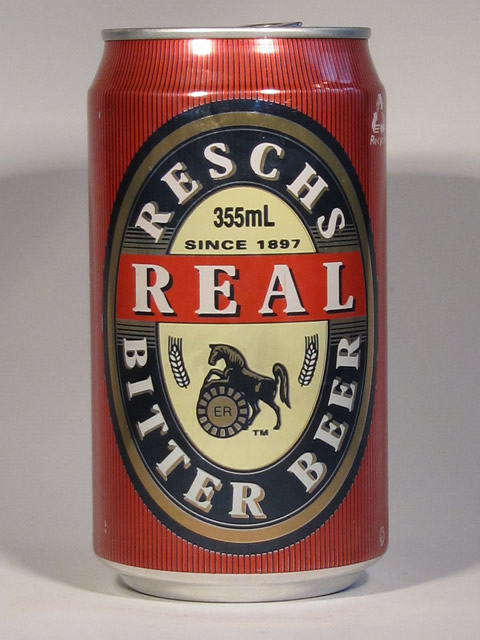 RESCHS
355mL
SINCE 1897
REAL
BITTER BEER
ER
TM